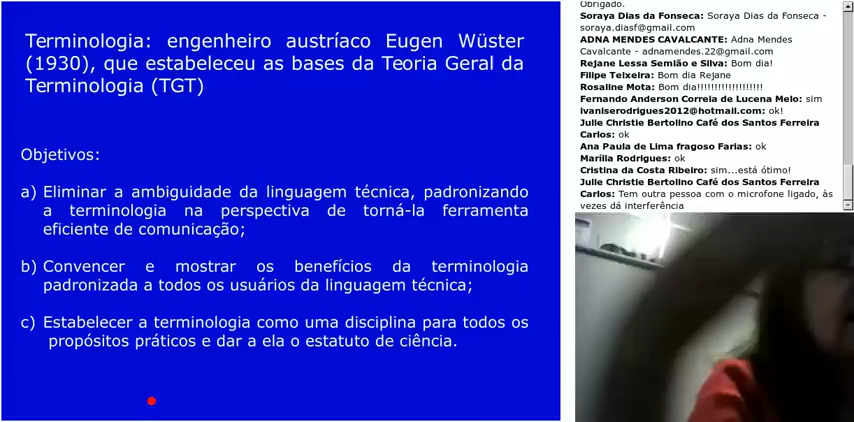 Terminologia: engenheiro austríaco Eugen Wüster
(1930), que estabeleceu as bases da Teoria Geral da
Terminologia (TGT)
Objetivos:
a) Eliminar a ambiguidade da linguagem técnica, padronizando
a terminologia na perspectiva de torná-la ferramenta
eficiente de comunicação;
b) Convencer e mostrar os benefícios da terminologia
padronizada a todos os usuários da linguagem técnica;
c) Estabelecer a terminologia como uma disciplina para todos os
propósitos práticos e dar a ela o estatuto de ciência.
Obrigado.
Soraya Dias da Fonseca: Soraya Dias da Fonseca -
soraya.diasf@gmail.com
ADNA MENDES CAVALCANTE: Adna Mendes
Cavalcante - adnamendes.22@gmail.com
Rejane Lessa Semião e Silva: Bom dia!
Filipe Teixeira: Bom dia Rejane
Rosaline Mota: Bom dia!!!!!!!!!!!!!!!!!!!
Fernando Anderson Correia de Lucena Melo: sim
ivaniserodrigues2012@hotmail.com: ok!
Julie Christie Bertolino Café dos Santos Ferreira
Carlos: ok
Ana Paula de Lima fragoso Farias: ok
Marília Rodrigues: ok
Cristina da Costa Ribeiro: sim...está ótimo!
Julie Christie Bertolino Café dos Santos Ferreira
Carlos: Tem outra pessoa com o microfone ligado, às
vezes dá interferência